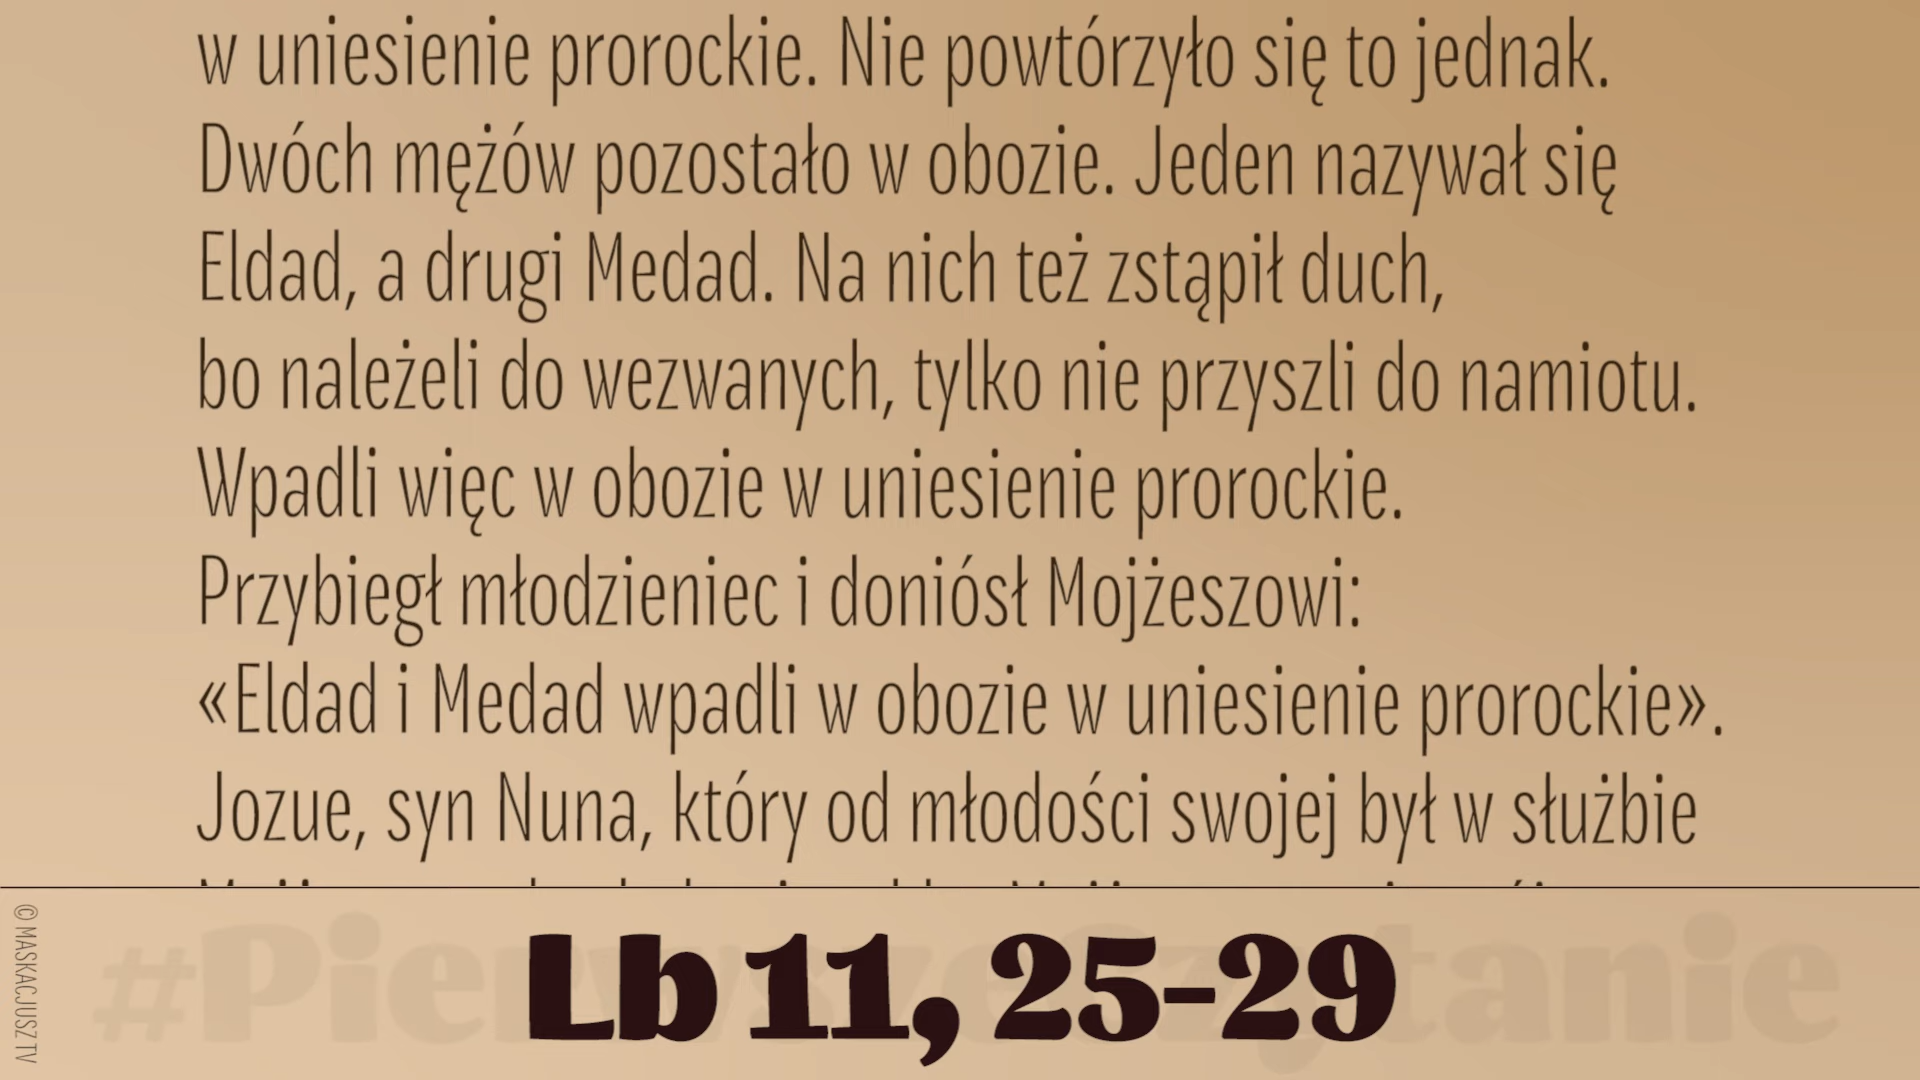 w uniesienie prorockie. Nie powtórzyło się to jednak.
Dwóch mężów pozostało w obozie. Jeden nazywał się
Eldad, a drugi Medad. Na nich też zstąpił duch,
bo należeli do wezwanych, tylko nie przyszli do namiotu.
Wpadli więc w obozie w uniesienie prorockie.
Przybiegł młodzieniec i doniósł Mojżeszowi:
«Eldad i Medad wpadli w obozie w uniesienie prorockie».
Jozue, syn Nuna, który od młodości swojej był w służbie
#PierwszeCzytanie
Lb 11, 25-29
© MASKACJUSZ TV